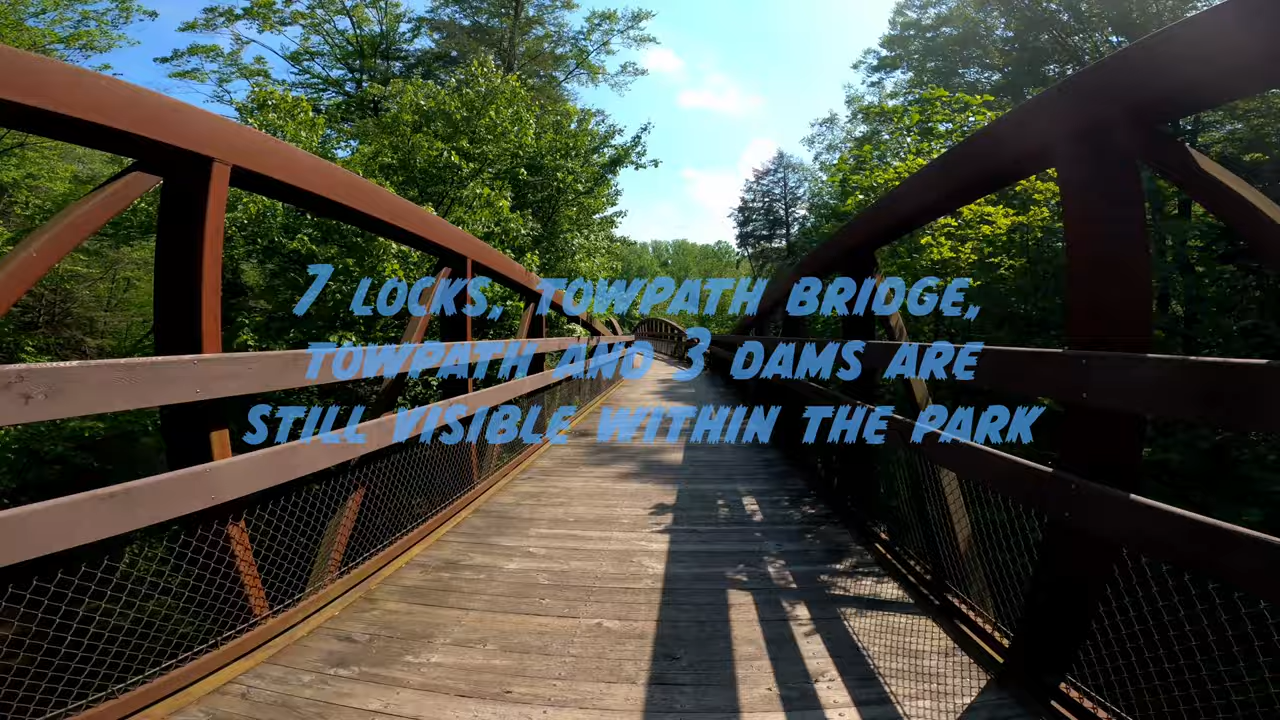 7 LOCKS, TOWPATH BRIDGE,
TOWPATH AND 3 DAMS ARE
STILL VISIBLE WITHIN THE PARK